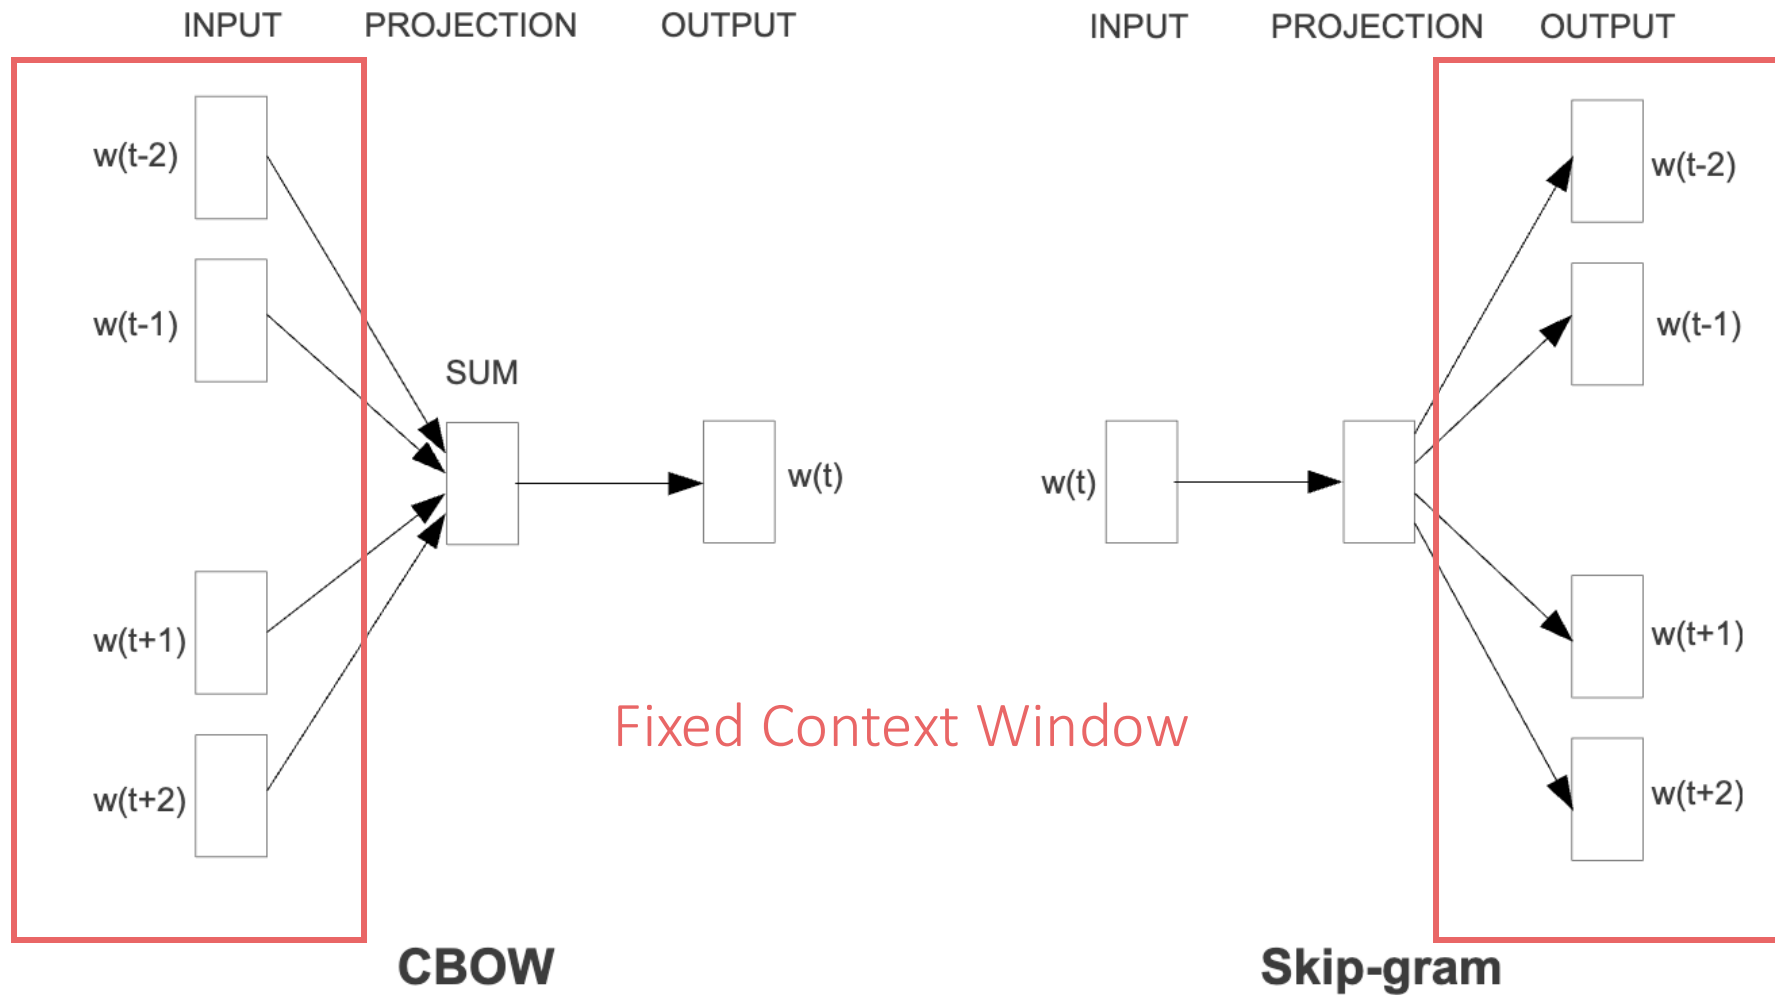 INPUT PROJECTION OUTPUT
w(t-2)
w(t-1)
SUM
w(t)
w(t+1)
w(t+2)
CBOW
INPUT PROJECTION OUTPUT
w(t-2)
w(t-1)
w(t)
w(t+1)
w(t+2)
Skip-gram
Fixed Context Window